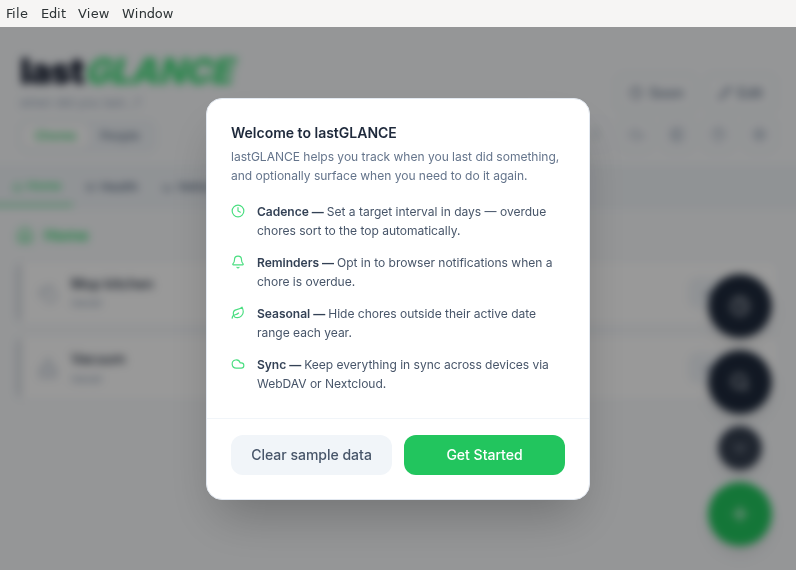 File Edit View Window
lastGLANCE
Welcome to lastGLANCE
lastGLANCE helps you track when you last did something,
and optionally surface when you need to do it again.
Cadence — Set a target interval in days — overdue
chores sort to the top automatically.
Reminders — Opt in to browser notifications when a
chore is overdue.
Seasonal — Hide chores outside their active date
range each year.
Sync — Keep everything in sync across devices via
WebDAV or Nextcloud.
Clear sample data Get Started
Home
Mop kitchen
Vacuum